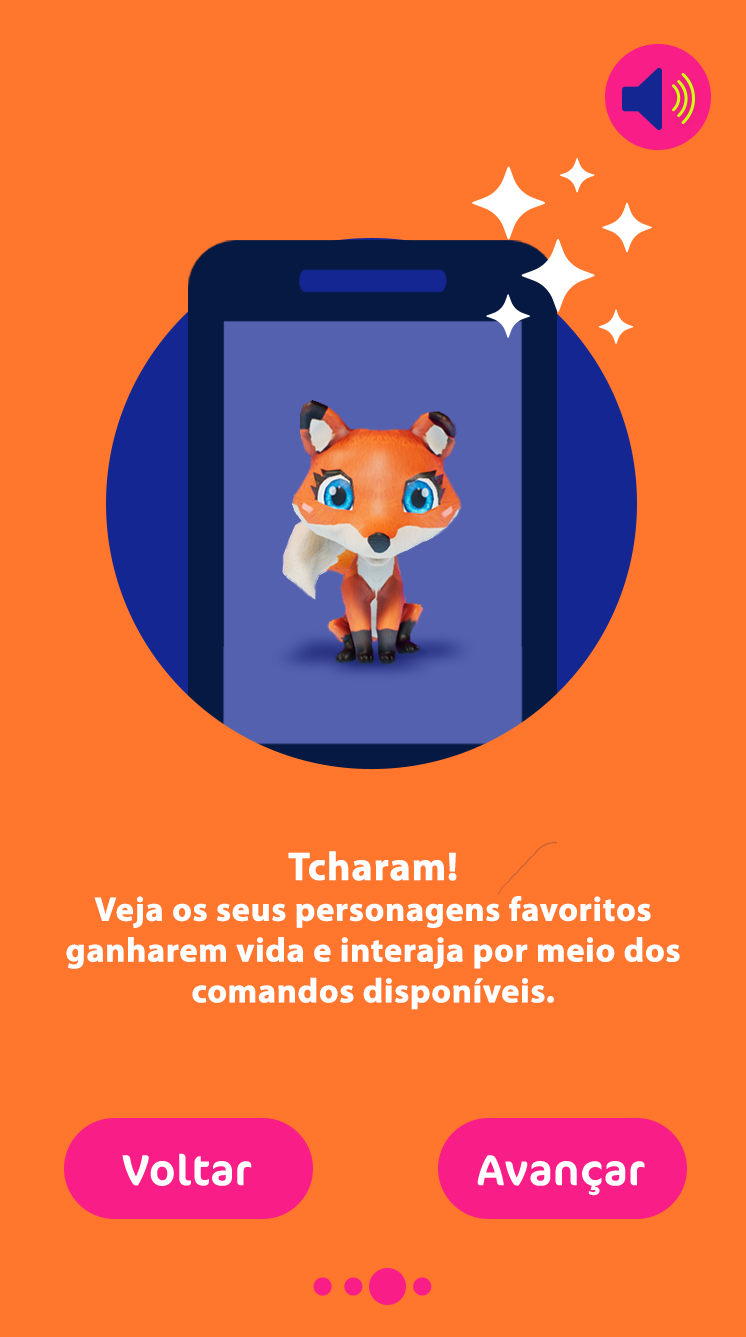 Tcharam!
Veja os seus personagens favoritos
ganharem vida e interaja por meio dos
comandos disponíveis.
Voltar
Avançar